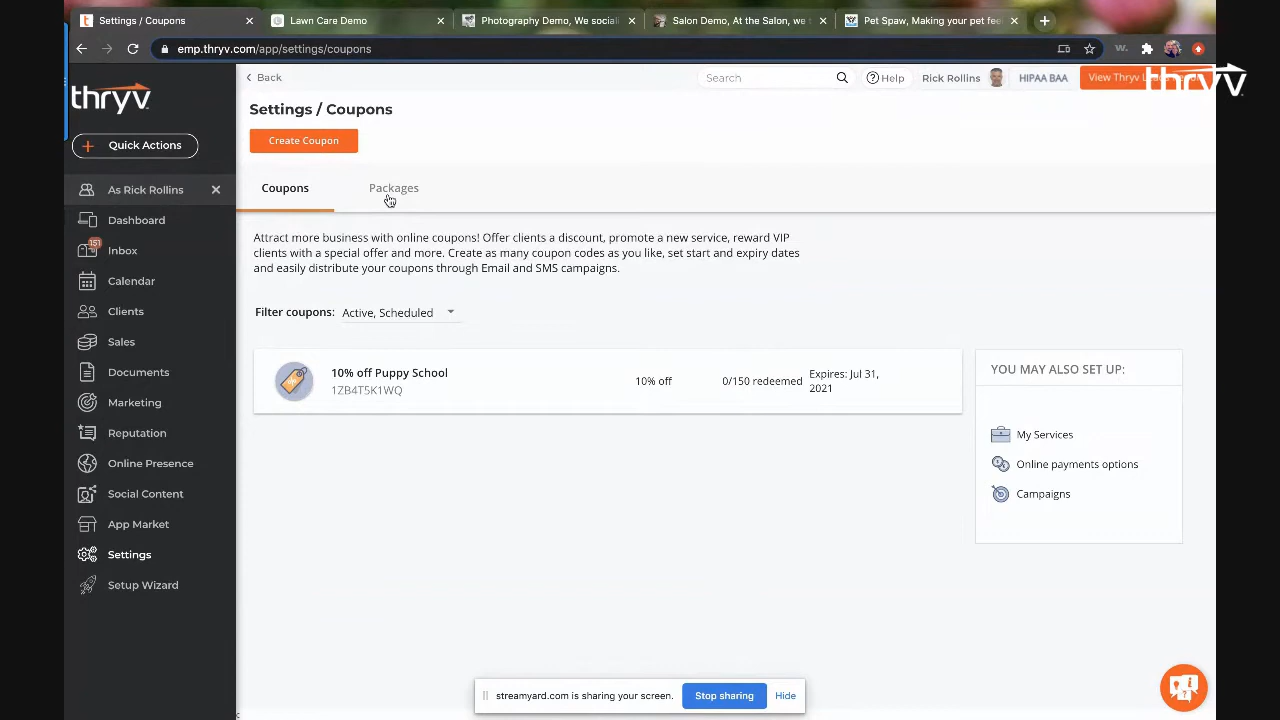 Settings / Coupons
Lawn Care Demo
Photography Demo, We sociali
Salon Demo, At the Salon, we t
Pet Spaw, Making your pet feel
emp.thryv.com/app/settings/coupons
thryv
Back
Search
Help
Rick Rollins
HIPAA BAA
View Thryv
thryv
Settings / Coupons
Create Coupon
Quick Actions
As Rick Rollins
Dashboard
151
Inbox
Calendar
Clients
Sales
Documents
Marketing
Reputation
Online Presence
Social Content
App Market
Settings
Setup Wizard
Coupons
Packages
Attract more business with online coupons! Offer clients a discount, promote a new service, reward VIP
clients with a special offer and more. Create as many coupon codes as you like, set start and expiry dates
and easily distribute your coupons through Email and SMS campaigns.
Filter coupons: Active, Scheduled
10% off Puppy School
1ZB4T5K1WQ
10% off
0/150 redeemed
Expires: Jul 31,
2021
YOU MAY ALSO SET UP:
My Services
Online payments options
Campaigns
streamyard.com is sharing your screen.
Stop sharing
Hide